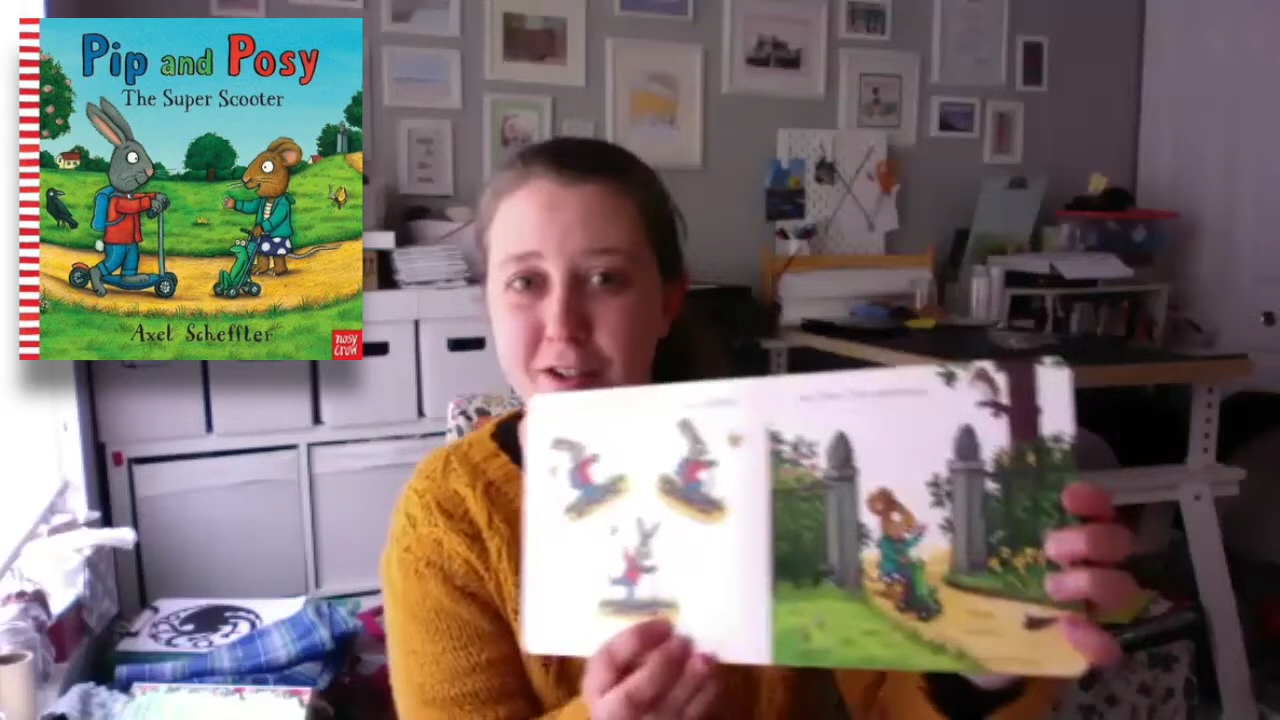 Pip and Posy
The Super Scooter
Axel Scheffler
nosy
crow